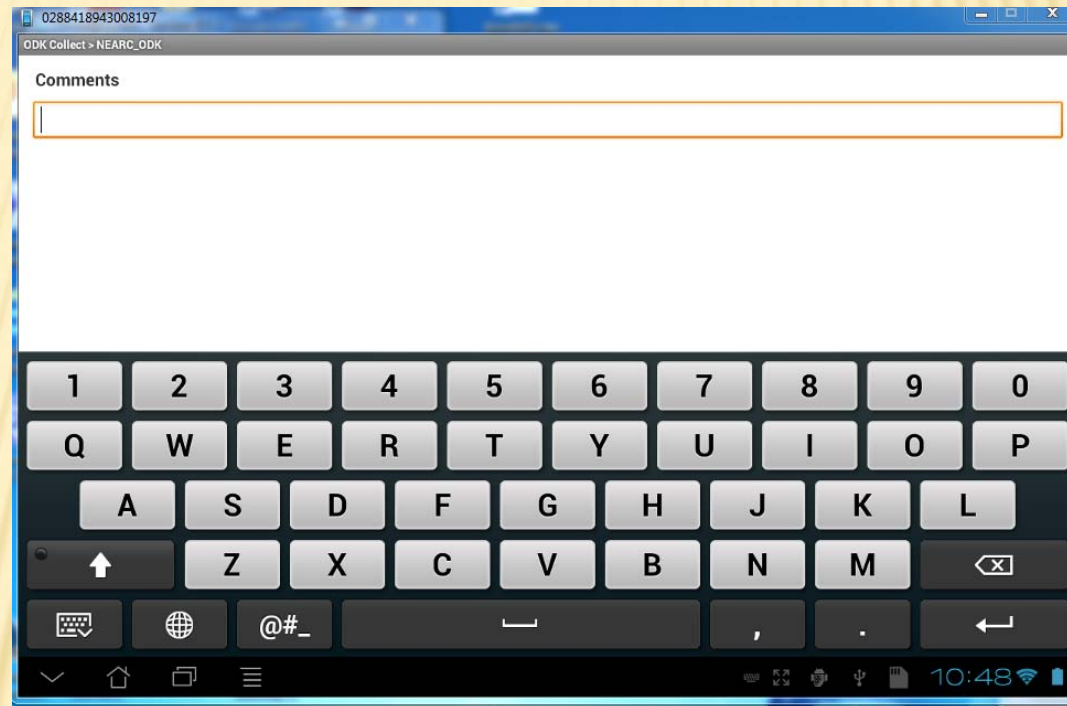 0288418943008197
ODK Collect > NEARC_ODK
Comments
1 2 3 4 5 6 7 8 9 0
Q W E R T Y U I O P
A S D F G H J K L
Z X C V B N M
@#_ , .
10:48